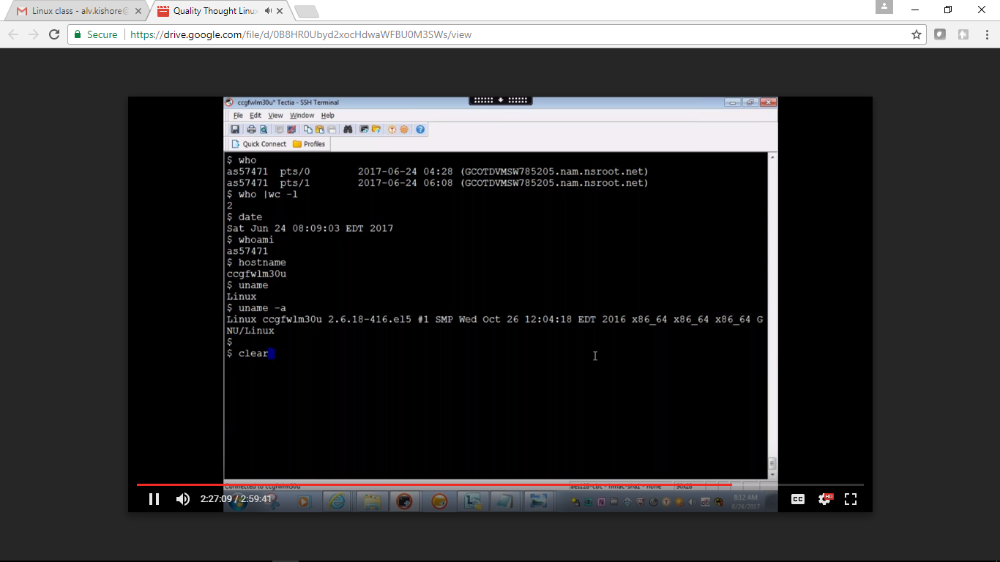 Linux class - alv.kishore@
Quality Thought Linux
Secure
https://drive.google.com/file/d/0B8HR0Ubyd2xocHdwaWFBU0M3SWs/view
ccgfwlm30u* Tectia - SSH Terminal
File Edit View Window Help
Quick Connect Profiles
$ who
as57471 pts/0 2017-06-24 04:28 (GCOTDVMSW785205.nam.nsroot.net)
as57471 pts/1 2017-06-24 06:08 (GCOTDVMSW785205.nam.nsroot.net)
$ who |wc -l
2
$ date
Sat Jun 24 08:09:03 EDT 2017
$ whoami
as57471
$ hostname
ccgfwlm30u
$ uname
Linux
$ uname -a
Linux ccgfwlm30u 2.6.18-416.el5 #1 SMP Wed Oct 26 12:04:18 EDT 2016 x86_64 x86_64 x86_64 G
NU/Linux
$
$ clear
Connected to ccgfwlm30u
aes128-cbc - hmac-sha1 - none
90x28
2:27:09 / 2:59:41
CC
HD
8:12 AM
6/24/2017